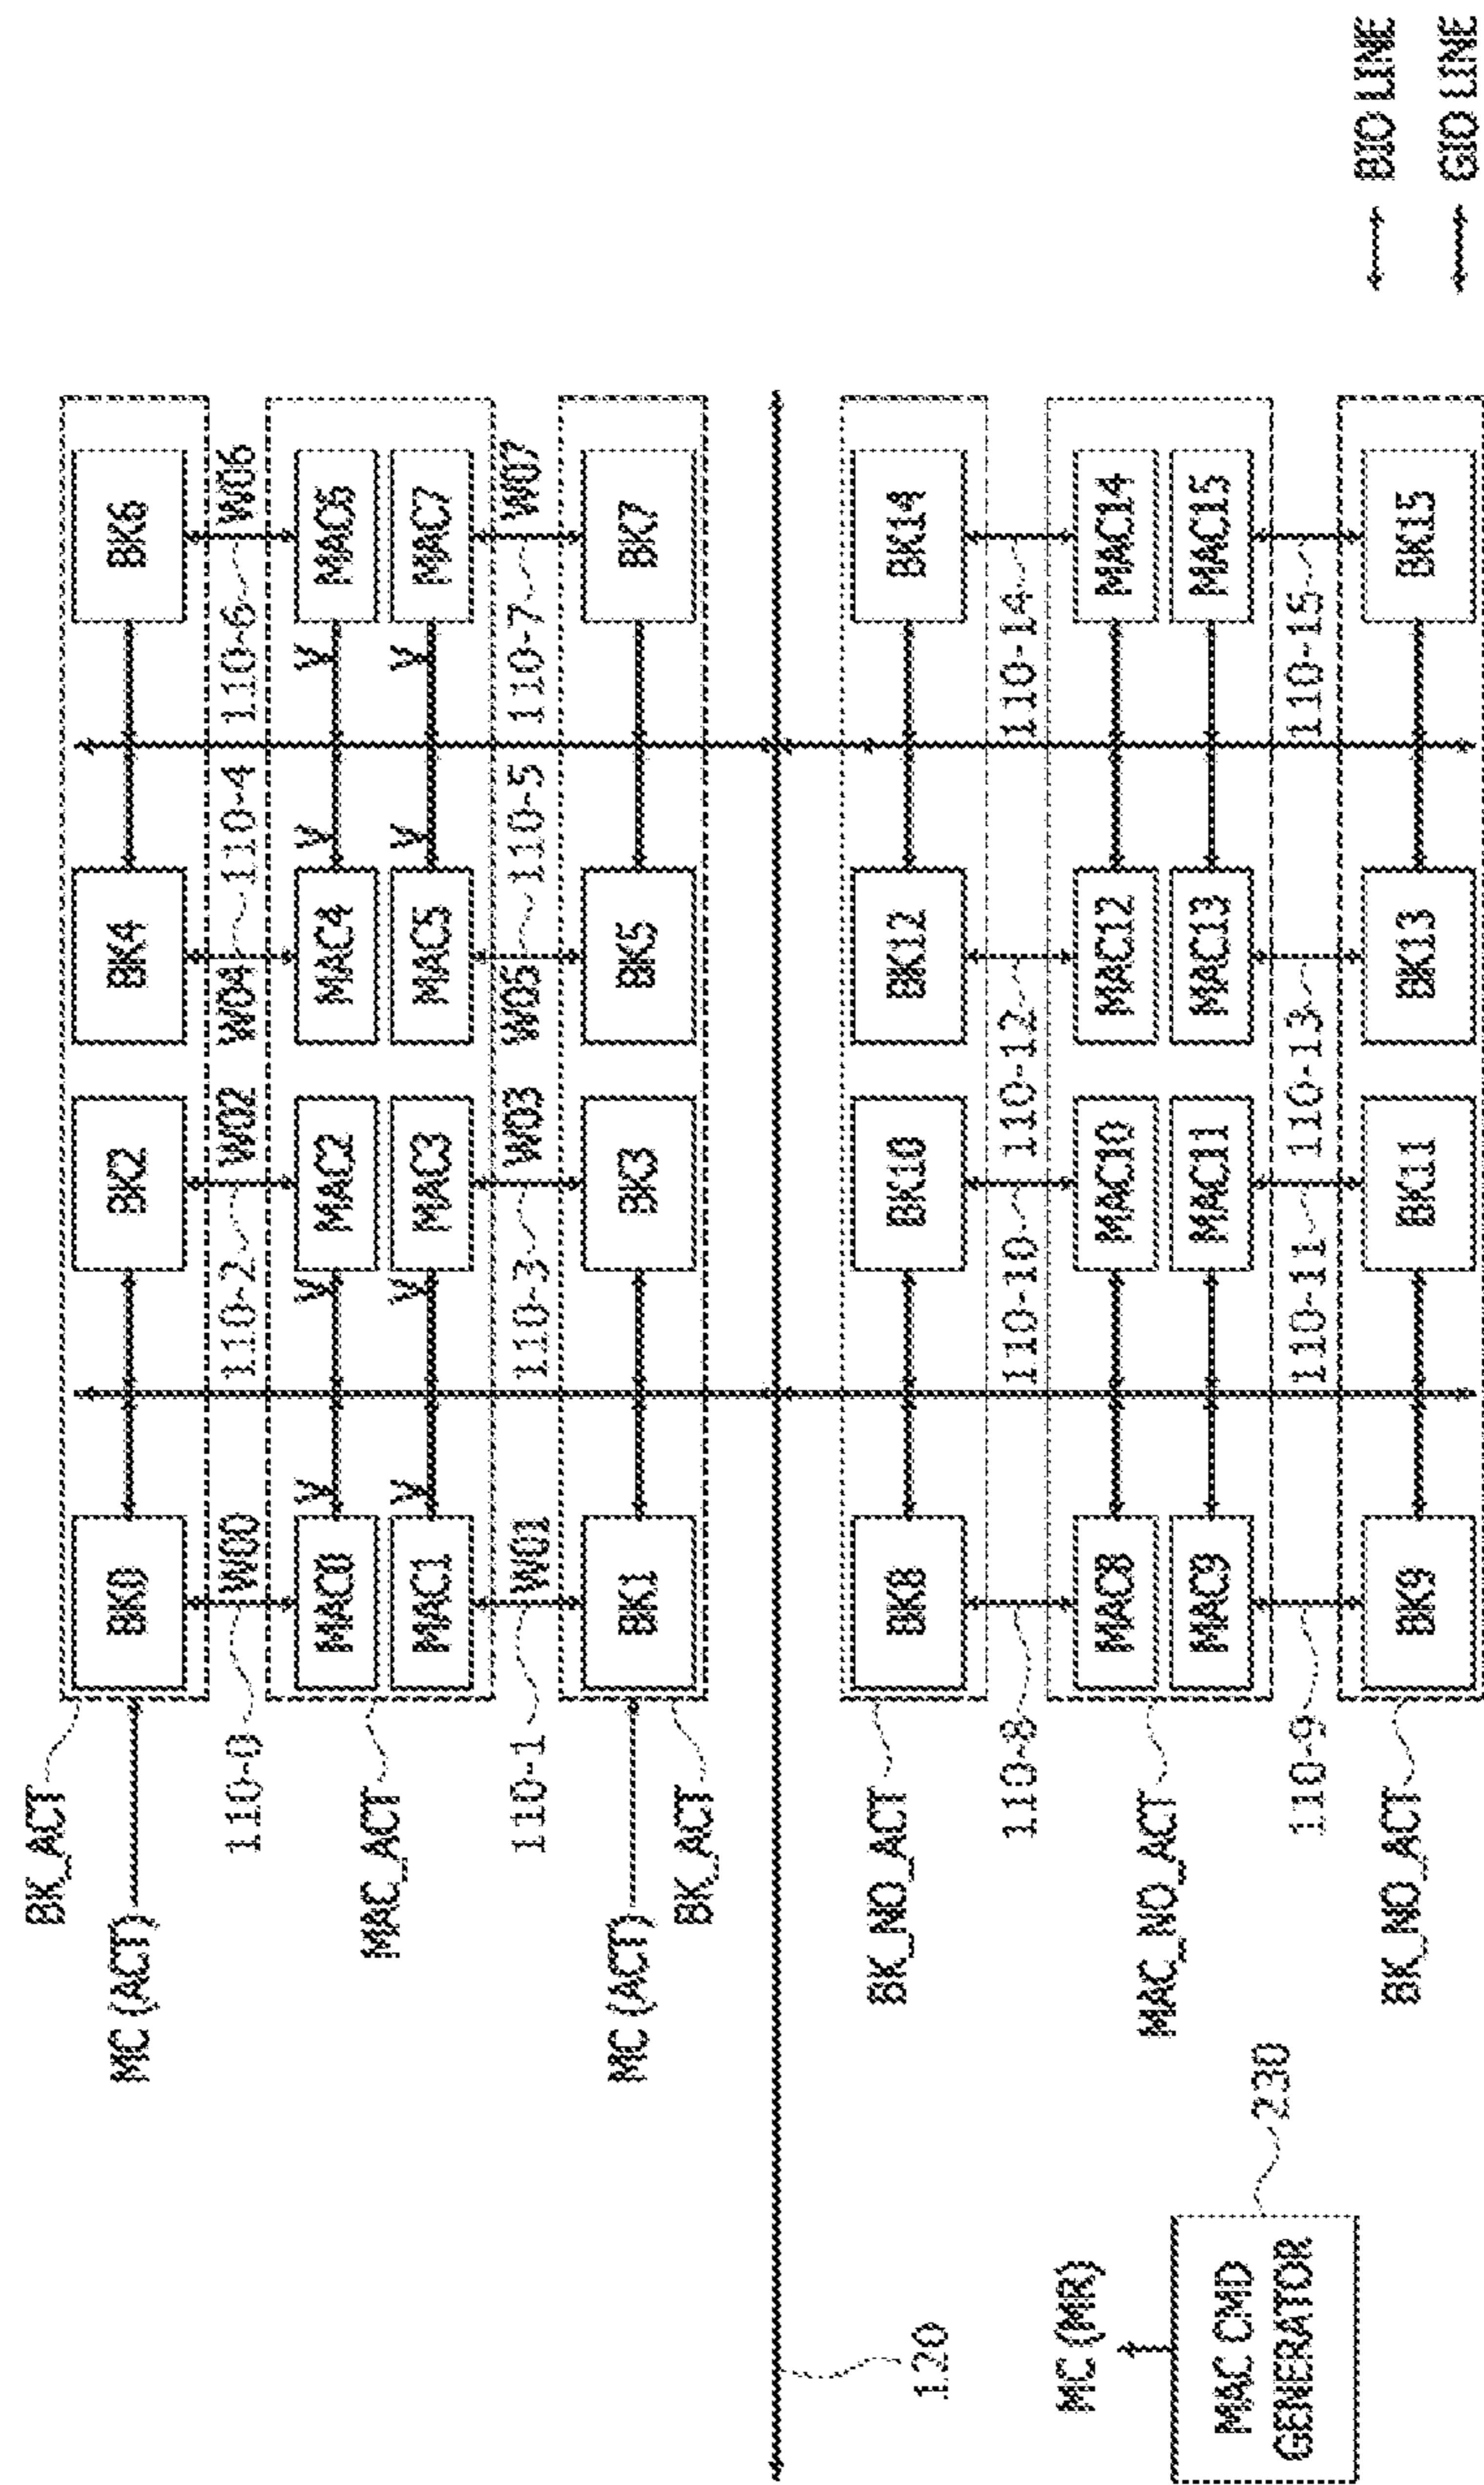 BK_ACT
MC (ACT)
BK0
BK2
BK4
BK6
110-0
W00
110-2
W02
W04
110-4
110-6
W06
MAC_ACT
MAC0
V
V
MAC2
MAC4
V
V
MAC6
MAC1
V
V
MAC3
MAC5
V
V
MAC7
110-1
W01
110-3
W03
W05
110-5
110-7
W07
MC (ACT)
BK1
BK3
BK5
BK7
BK_ACT
120
BK_NO_ACT
BK8
BK10
BK12
BK14
110-8
110-10
110-12
110-14
MC (MR)
MAC_NO_ACT
MAC8
MAC10
MAC12
MAC14
MAC9
MAC11
MAC13
MAC15
MAC CMD
GENERATOR
230
110-9
110-11
110-13
110-15
BK_NO_ACT
BK9
BK11
BK13
BK15
BIO LINE
GIO LINE